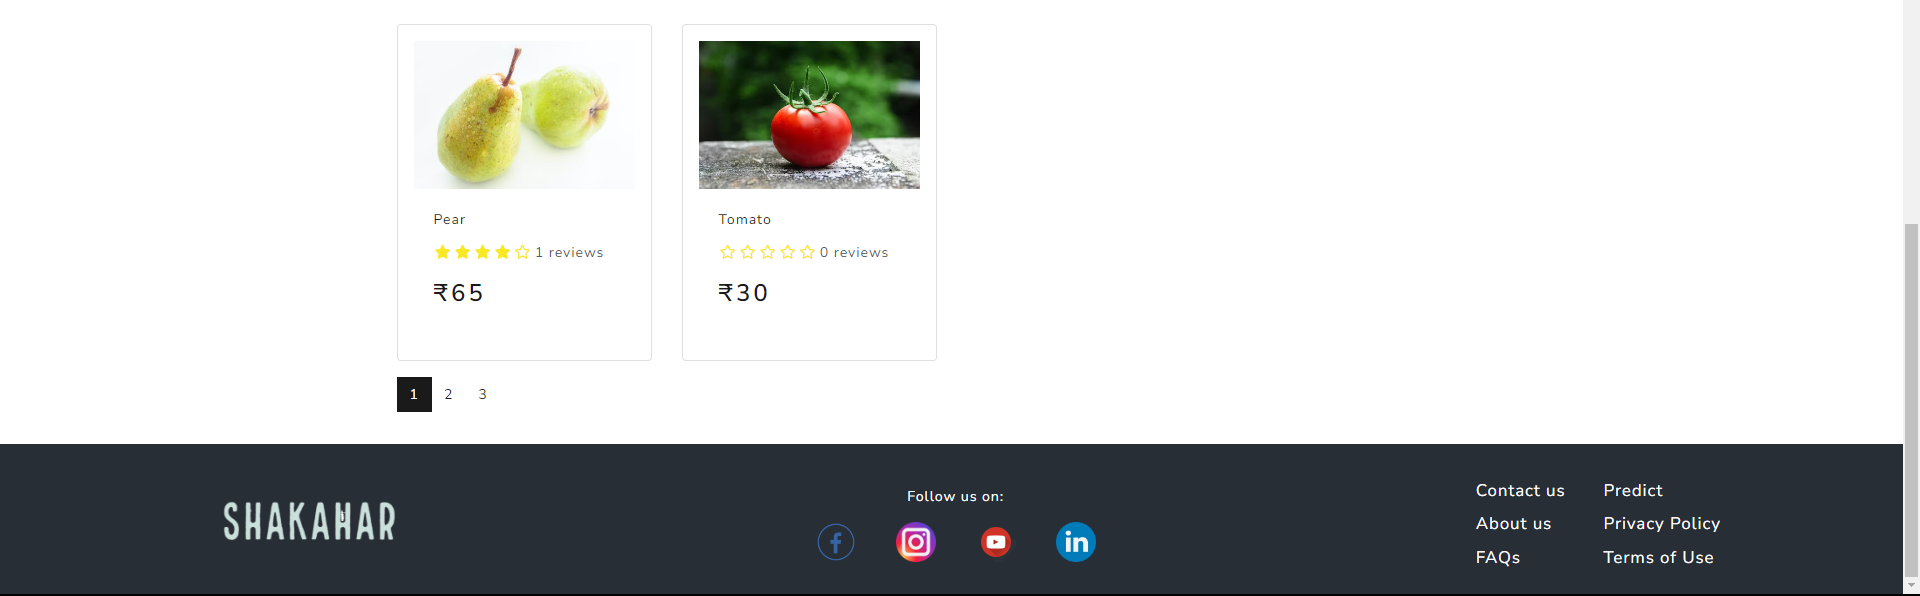 Pear
1 reviews
₹65
Tomato
0 reviews
₹30
1 2 3
SHAKAHAR
Follow us on:
in
Contact us
About us
FAQs
Predict
Privacy Policy
Terms of Use